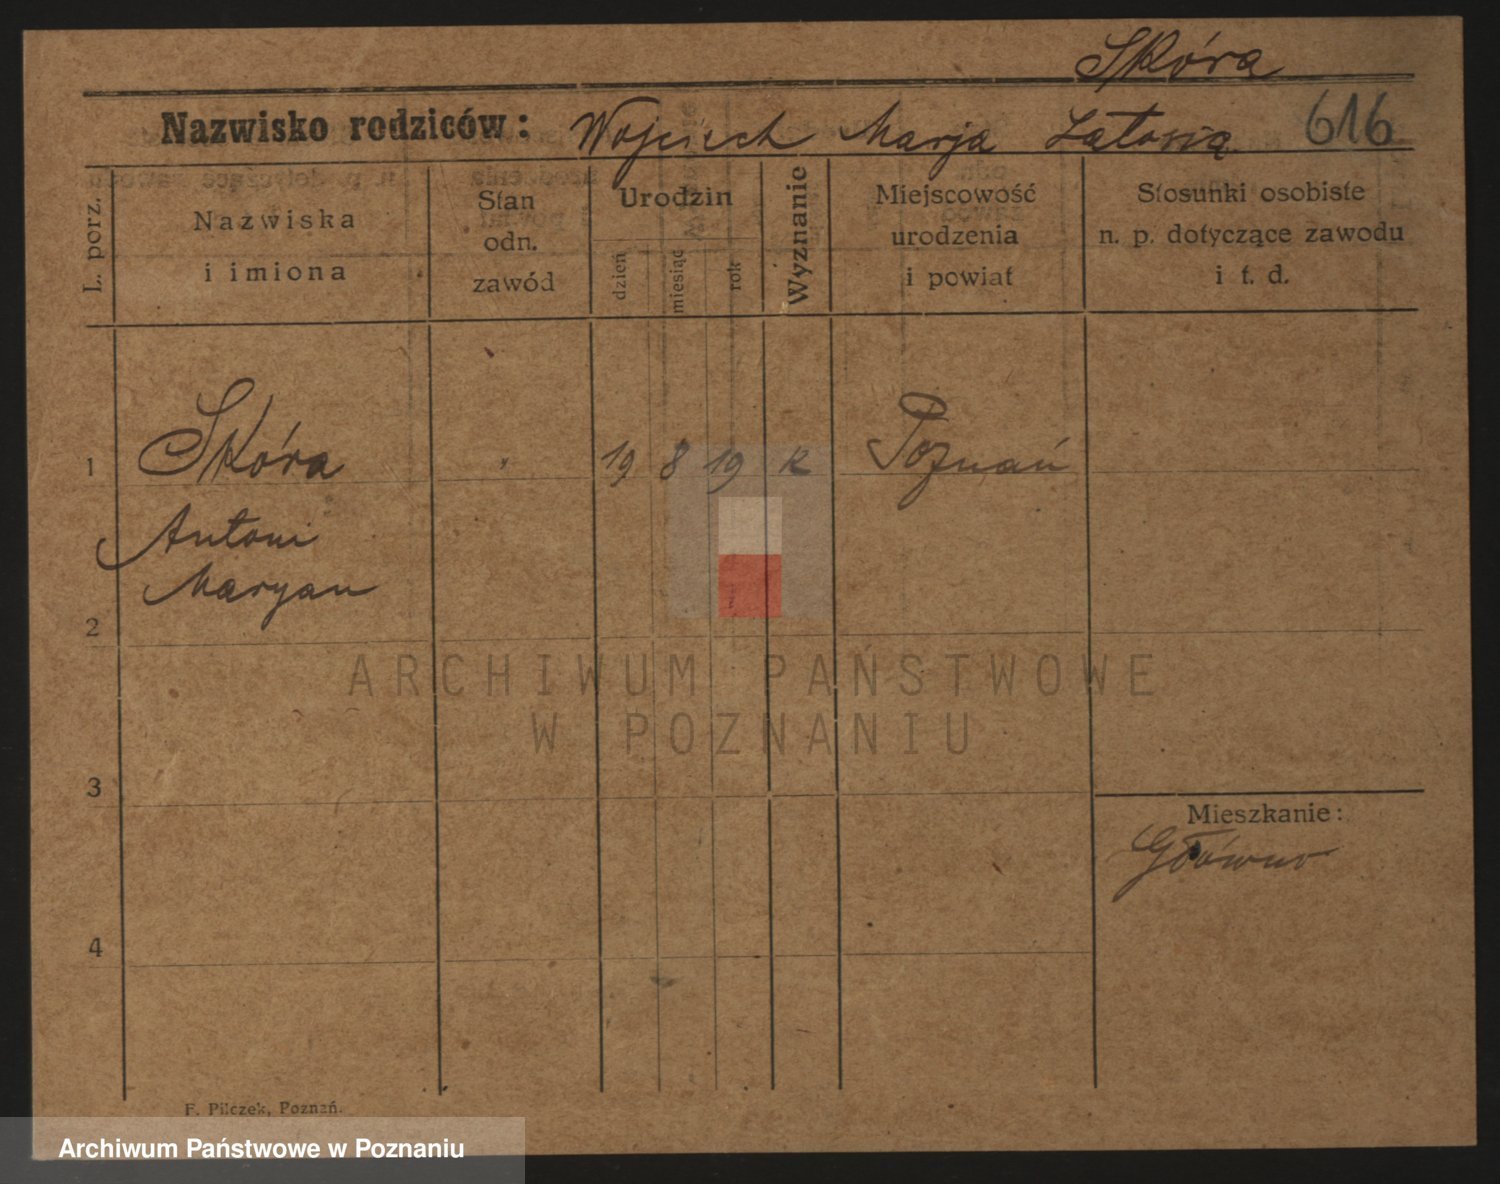 Skóra
Nazwisko rodziców: Wojciech Marja 616
L. porz.
Nazwiska
i imiona
Stan
odn.
zawód
Urodzin
dzień
miesiąc
rok
Wyznanie
Miejscowość
urodzenia
i powiat
Stosunki osobiste
n. p. dotyczące zawodu
i t. d.
1 Skóra " 19 8 19 k Poznań
Antoni
Maryan
2
ARCHIWUM PAŃSTWOWE
W POZNANIU
3
Mieszkanie:
Główno
4
F. Pilczek, Poznań.
Archiwum Państwowe w Poznaniu